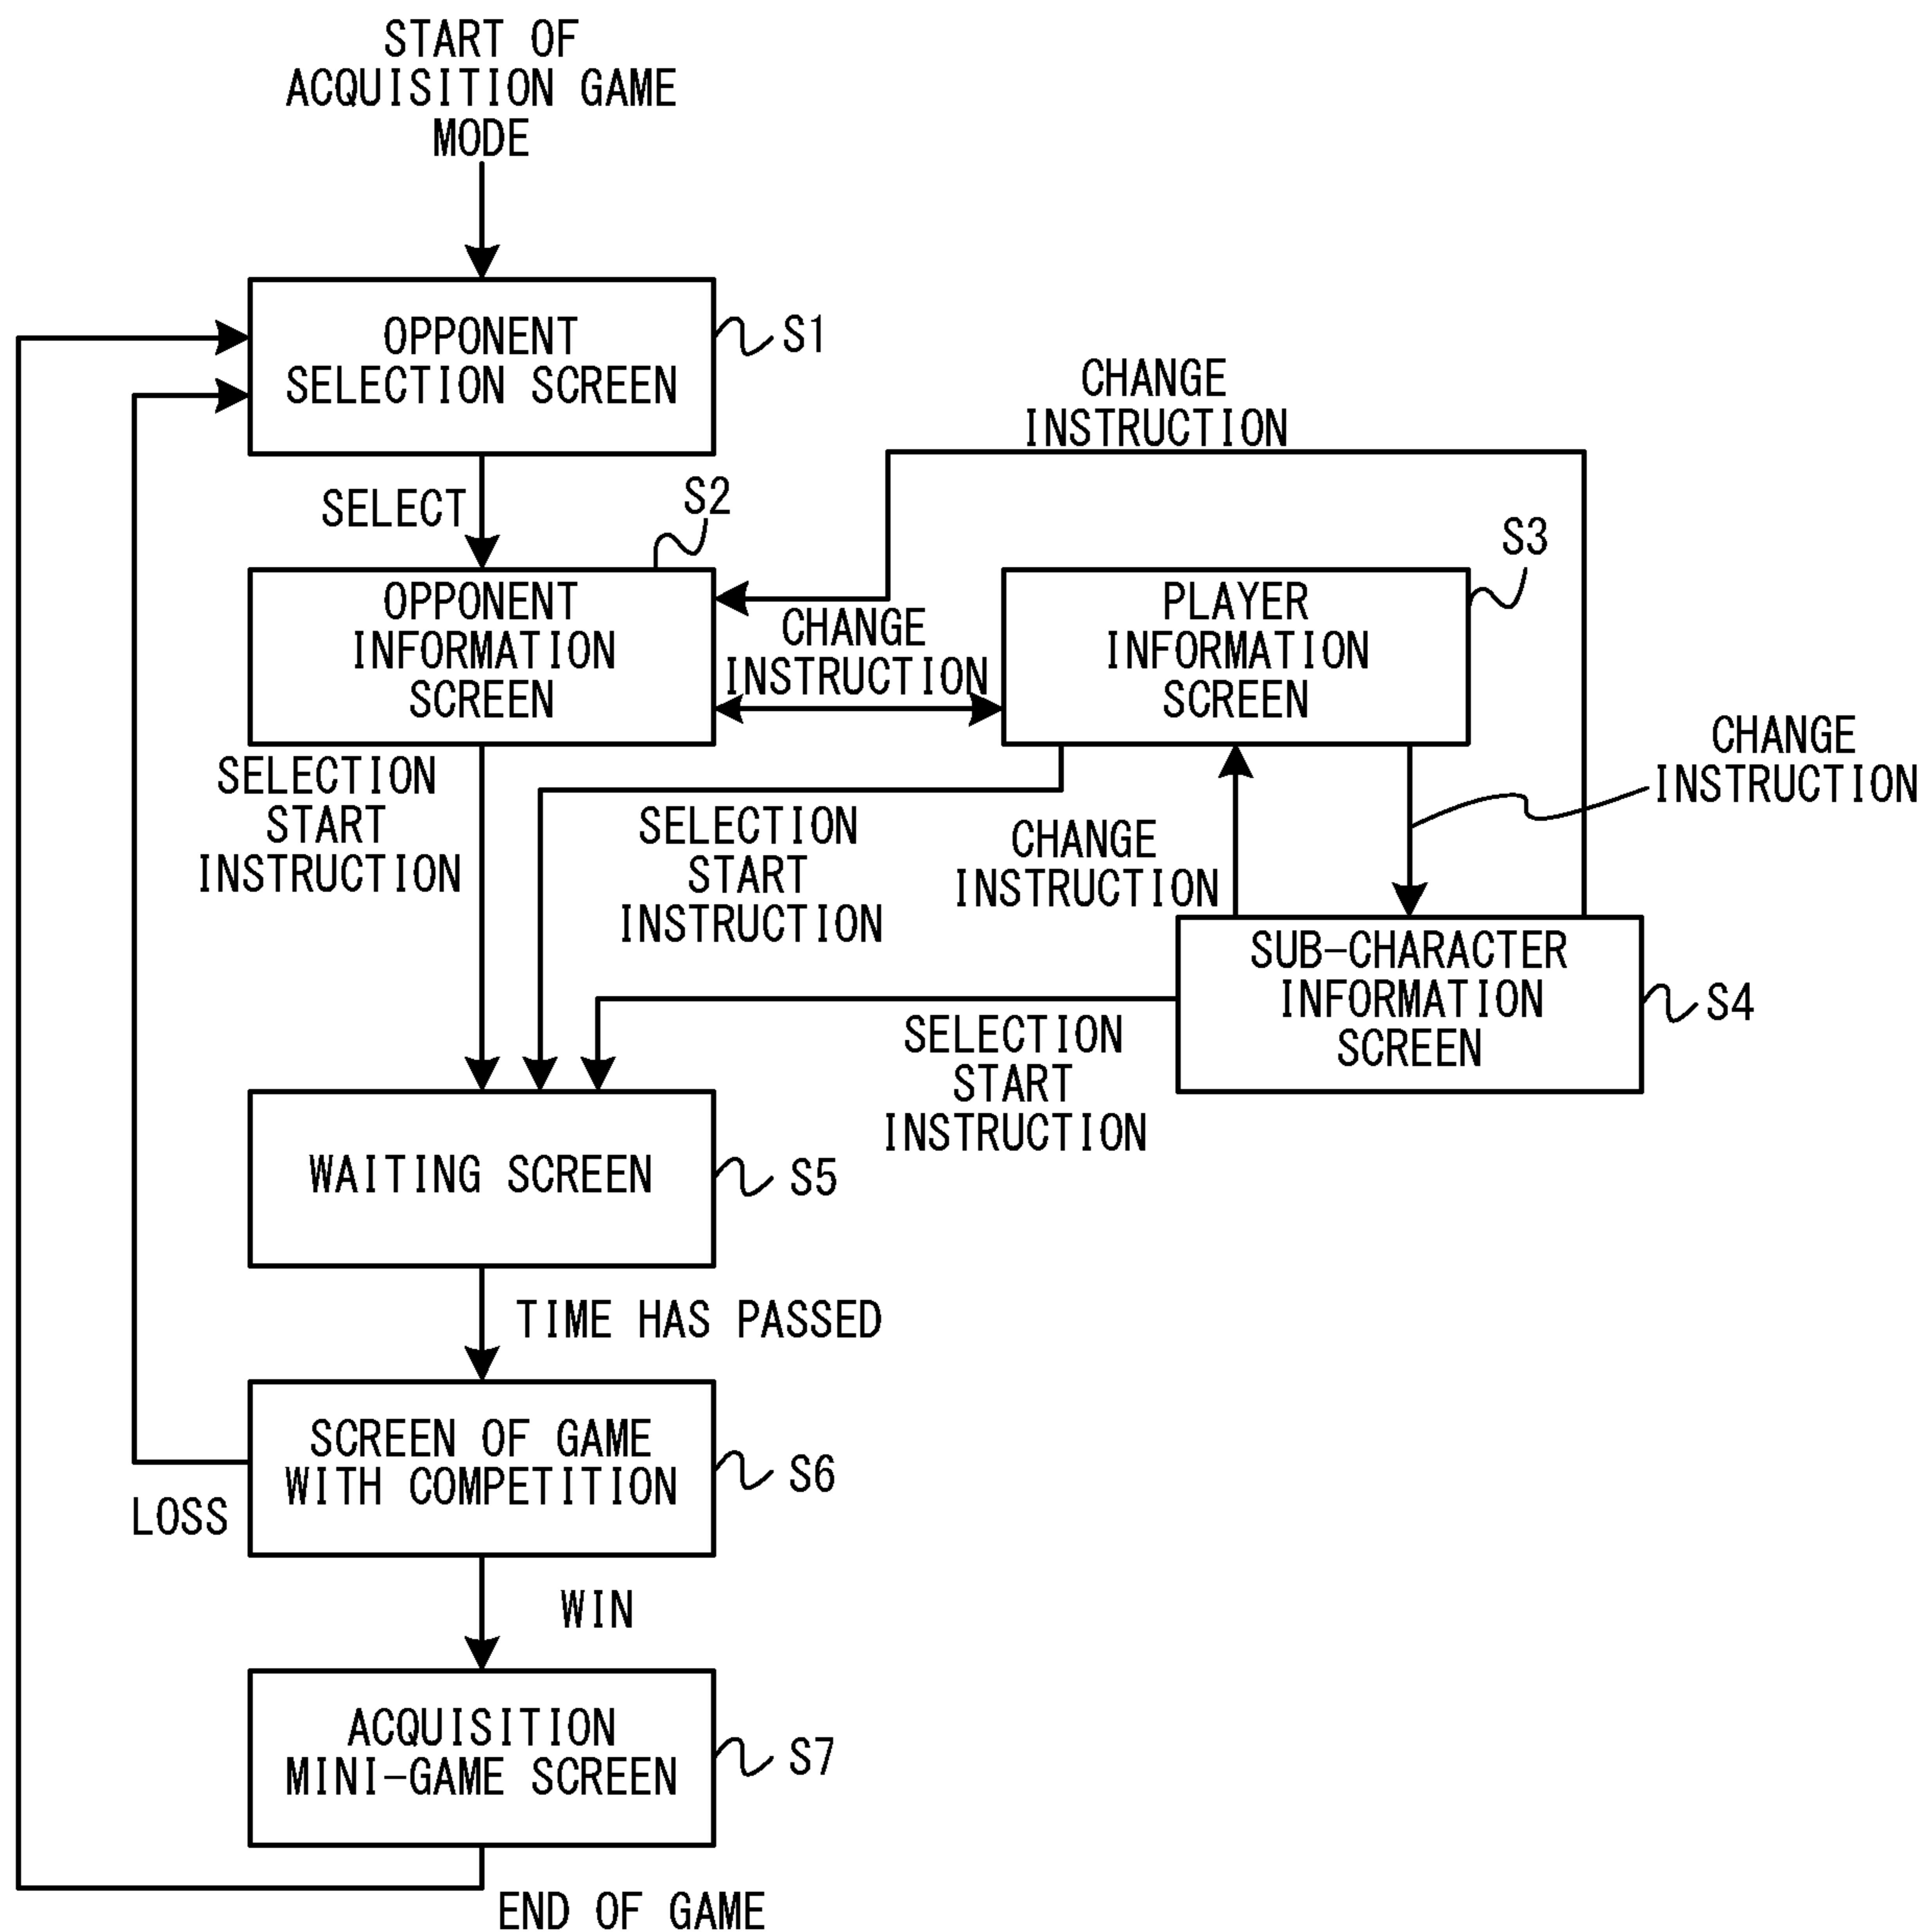 START OF
ACQUISITION GAME
MODE
OPPONENT
SELECTION SCREEN
S1
SELECT
S2
CHANGE
INSTRUCTION
S3
OPPONENT
INFORMATION
SCREEN
CHANGE
INSTRUCTION
PLAYER
INFORMATION
SCREEN
CHANGE
INSTRUCTION
SELECTION
START
INSTRUCTION
SELECTION
START
INSTRUCTION
CHANGE
INSTRUCTION
SUB-CHARACTER
INFORMATION
SCREEN
S4
SELECTION
START
INSTRUCTION
WAITING SCREEN
S5
TIME HAS PASSED
SCREEN OF GAME
WITH COMPETITION
S6
LOSS
WIN
ACQUISITION
MINI-GAME SCREEN
S7
END OF GAME